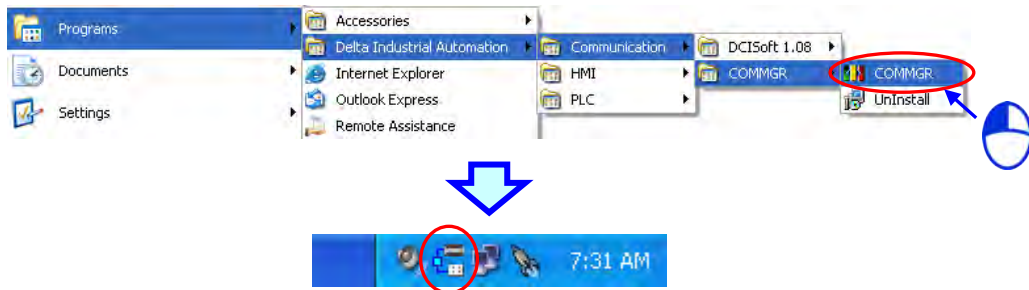 Programs
Documents
Settings
Accessories
Delta Industrial Automation
Internet Explorer
Outlook Express
Remote Assistance
Communication
HMI
PLC
DCISoft 1.08
COMMGR
COMMGR
UnInstall
7:31 AM